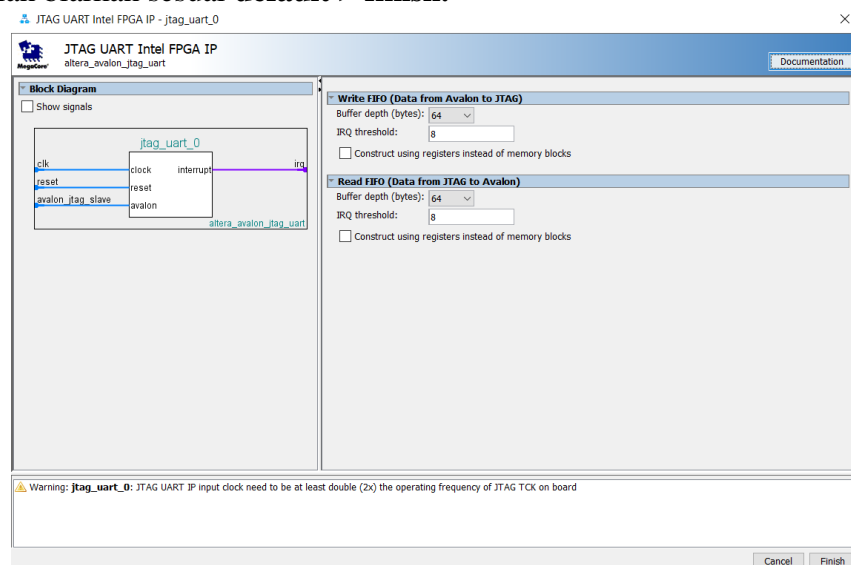 JTAG UART Intel FPGA IP - jtag_uart_0
JTAG UART Intel FPGA IP
altera_avalon_jtag_uart
MegaCore'
Documentation
Block Diagram
Show signals
jtag_uart_0
clk
clock
interrupt
irq
reset
reset
avalon_jtag_slave
avalon
altera_avalon_jtag_uart
Write FIFO (Data from Avalon to JTAG)
Buffer depth (bytes): 64
IRQ threshold: 8
Construct using registers instead of memory blocks
Read FIFO (Data from JTAG to Avalon)
Buffer depth (bytes): 64
IRQ threshold: 8
Construct using registers instead of memory blocks
Warning: jtag_uart_0: JTAG UART IP input clock need to be at least double (2x) the operating frequency of JTAG TCK on board
Cancel Finish